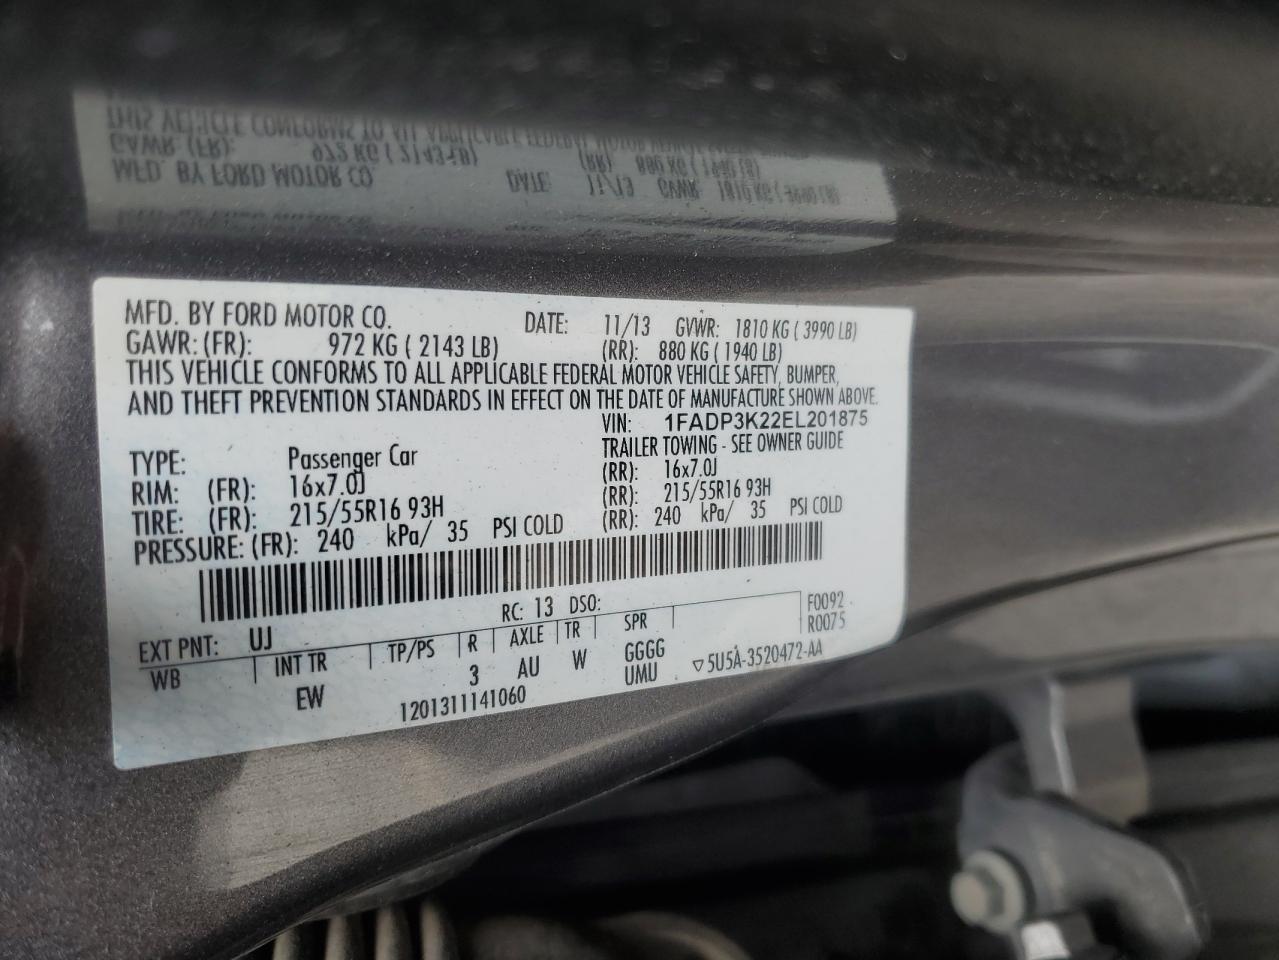 MFD. BY FORD MOTOR CO. DATE: 11/13 GVWR: 1810 KG ( 3990 LB)
GAWR: (FR): 972 KG ( 2143 LB) (RR): 880 KG ( 1940 LB)
THIS VEHICLE CONFORMS TO ALL APPLICABLE FEDERAL MOTOR VEHICLE SAFETY, BUMPER,
AND THEFT PREVENTION STANDARDS IN EFFECT ON THE DATE OF MANUFACTURE SHOWN ABOVE.
VIN: 1FADP3K22EL201875
TYPE: Passenger Car TRAILER TOWING - SEE OWNER GUIDE
RIM: (FR): 16x7.0J (RR): 16x7.0J
TIRE: (FR): 215/55R16 93H (RR): 215/55R16 93H
PRESSURE: (FR): 240 kPa/ 35 PSI COLD (RR): 240 kPa/ 35 PSI COLD
EXT PNT: UJ RC: 13 DSO: F0092
WB INT TR TP/PS R AXLE TR SPR R0075
EW 3 AU W GGGG
UMU ▽5U5A-3520472-AA
1201311141060